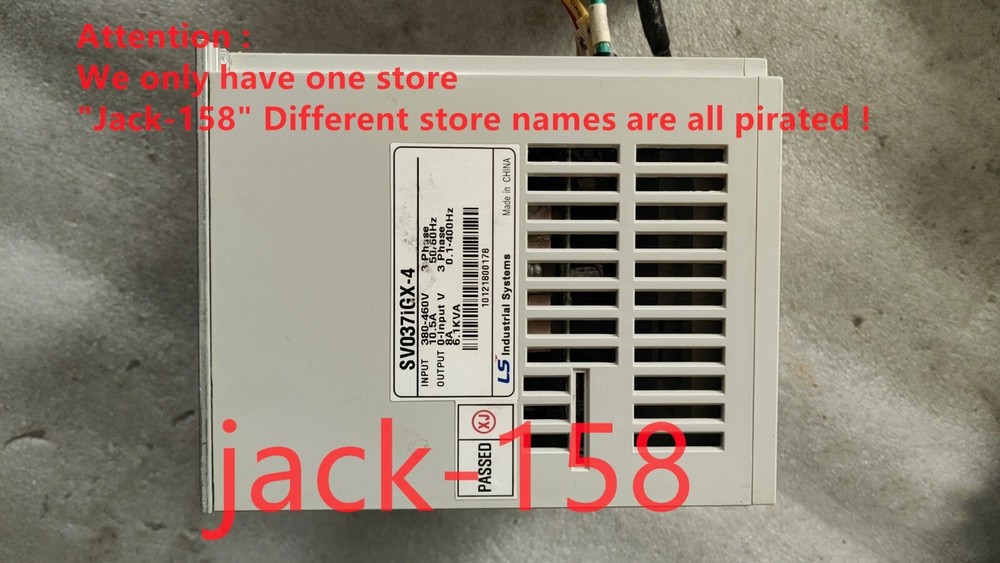 Attention :
We only have one store
"Jack-158" Different store names are all pirated !
SV037iGX-4
INPUT 380-460V 3 Phase
10.5A 50/60Hz
OUTPUT 0-Input V 3 Phase
8A 0.1-400Hz
6.1KVA
10121800178
LS Industrial Systems Made in CHINA
PASSED XJ
jack-158